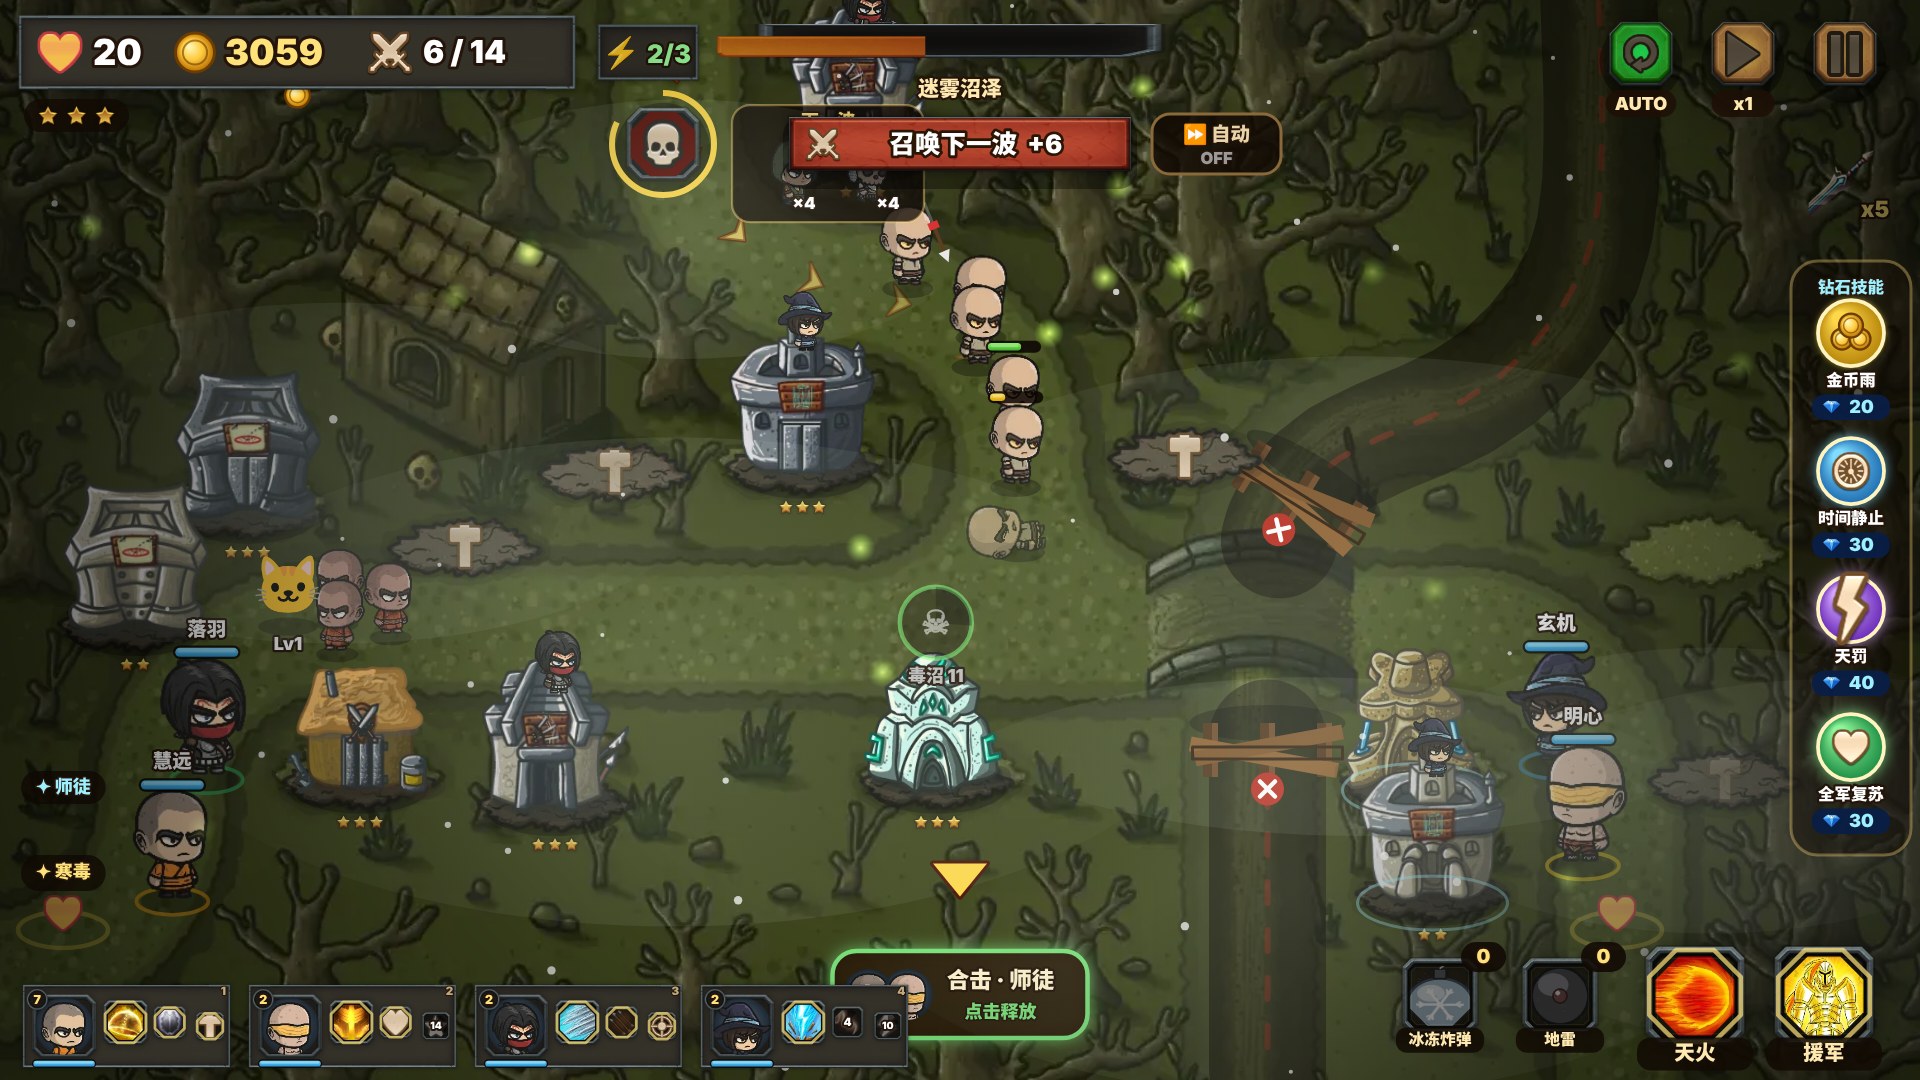 20
3059
6/14
2/3
迷雾沼泽
召唤下一波 +6
×4
×4
自动
OFF
AUTO
x1
x5
钻石技能
金币雨
20
时间静止
30
天罚
40
全军复苏
30
落羽
Lv1
慧远
师徒
寒毒
毒沼 11
玄机
明心
合击·师徒
点击释放
7
1
2
2
14
2
3
2
4
4
10
0
冰冻炸弹
0
地雷
天火
援军